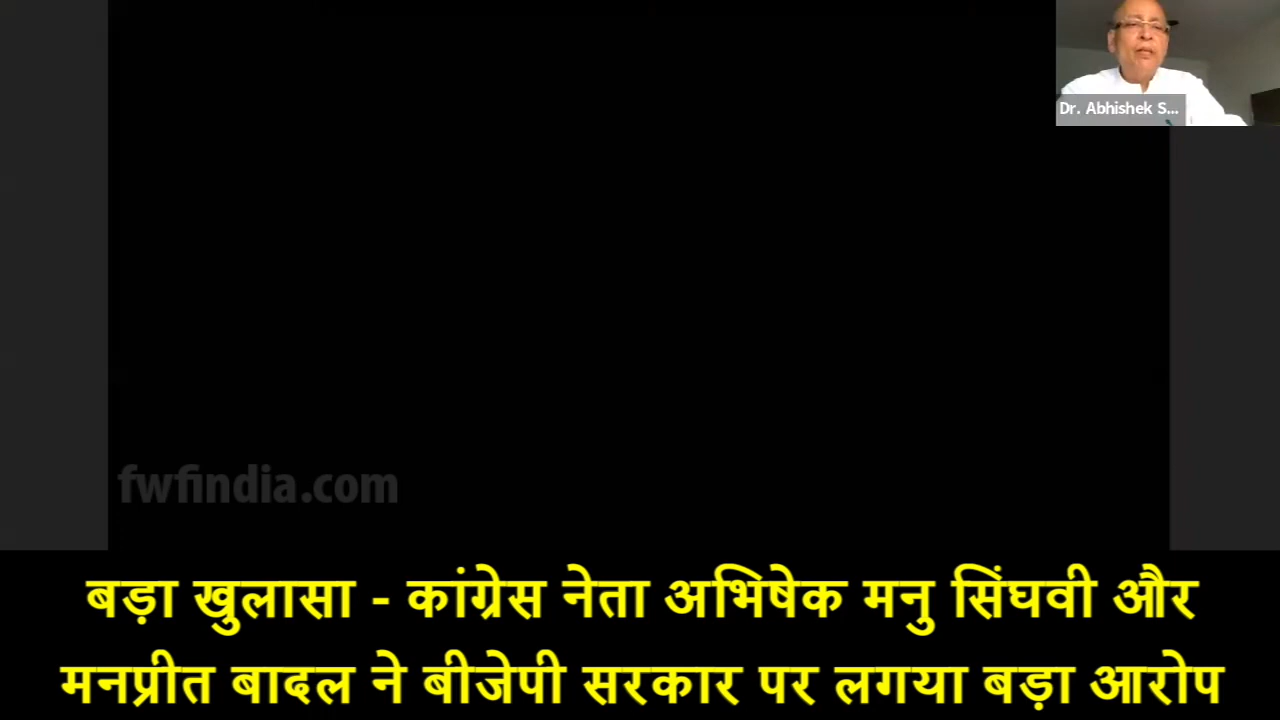 Dr. Abhishek S...
fwfindia.com
बड़ा खुलासा - कांग्रेस नेता अभिषेक मनु सिंघवी और
मनप्रीत बादल ने बीजेपी सरकार पर लगया बड़ा आरोप